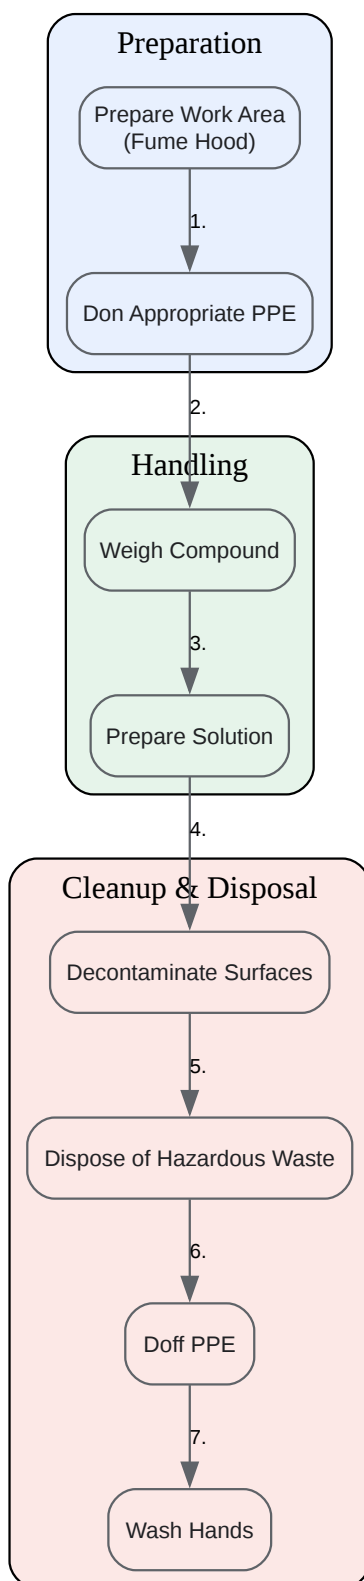 Preparation
Prepare Work Area
(Fume Hood)
1.
Don Appropriate PPE
2.
Handling
Weigh Compound
3.
Prepare Solution
4.
Cleanup & Disposal
Decontaminate Surfaces
5.
Dispose of Hazardous Waste
6.
Doff PPE
7.
Wash Hands